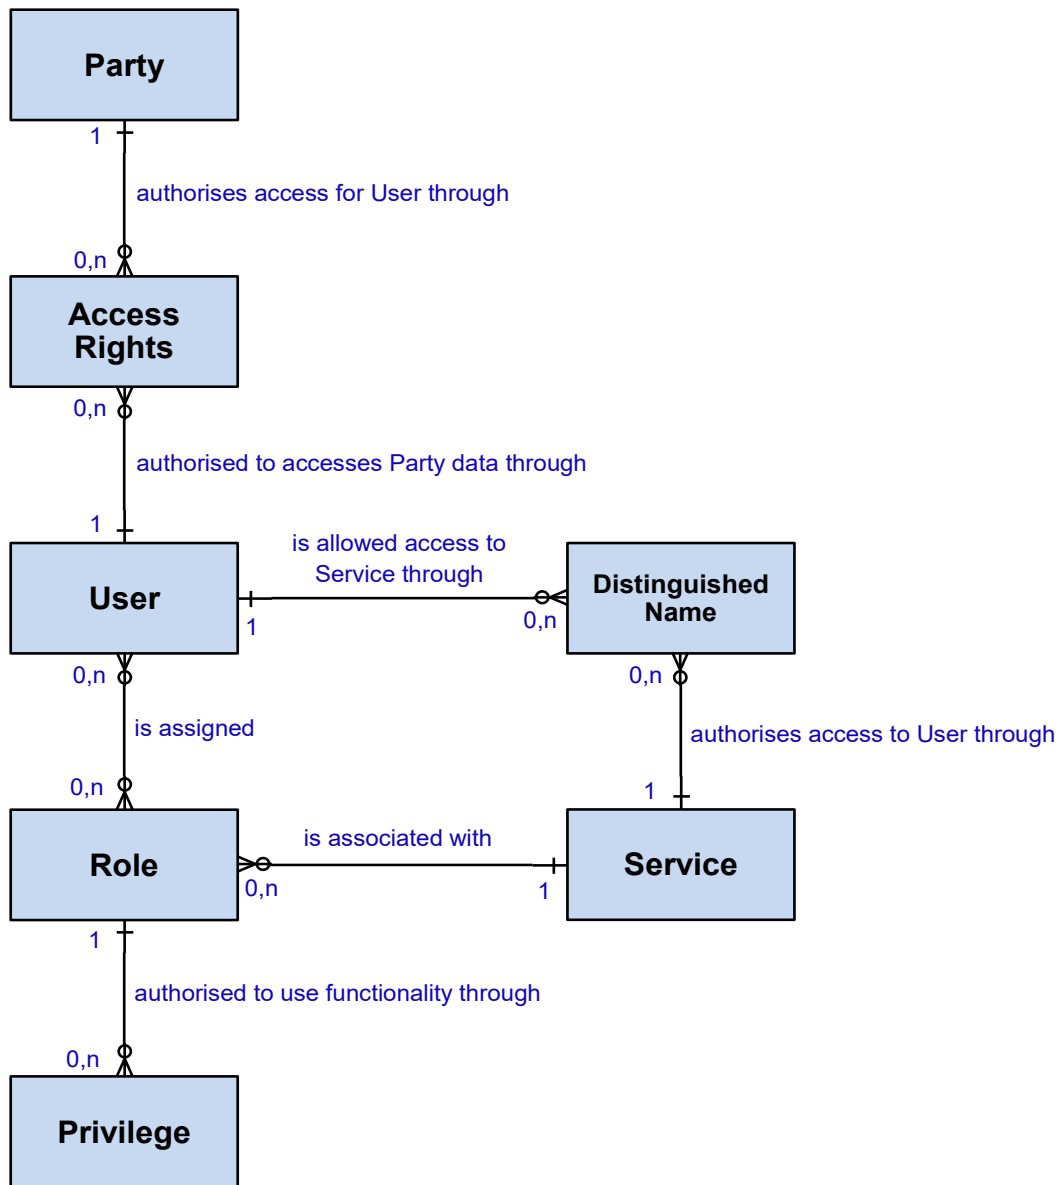 Party
1
authorises access for User through
0,n
Access
Rights
0,n
authorised to accesses Party data through
1
is allowed access to
Service through
User
Distinguished
Name
1
0,n
0,n
0,n
is assigned
authorises access to User through
0,n
1
Role
is associated with
Service
0,n
1
1
authorised to use functionality through
0,n
Privilege